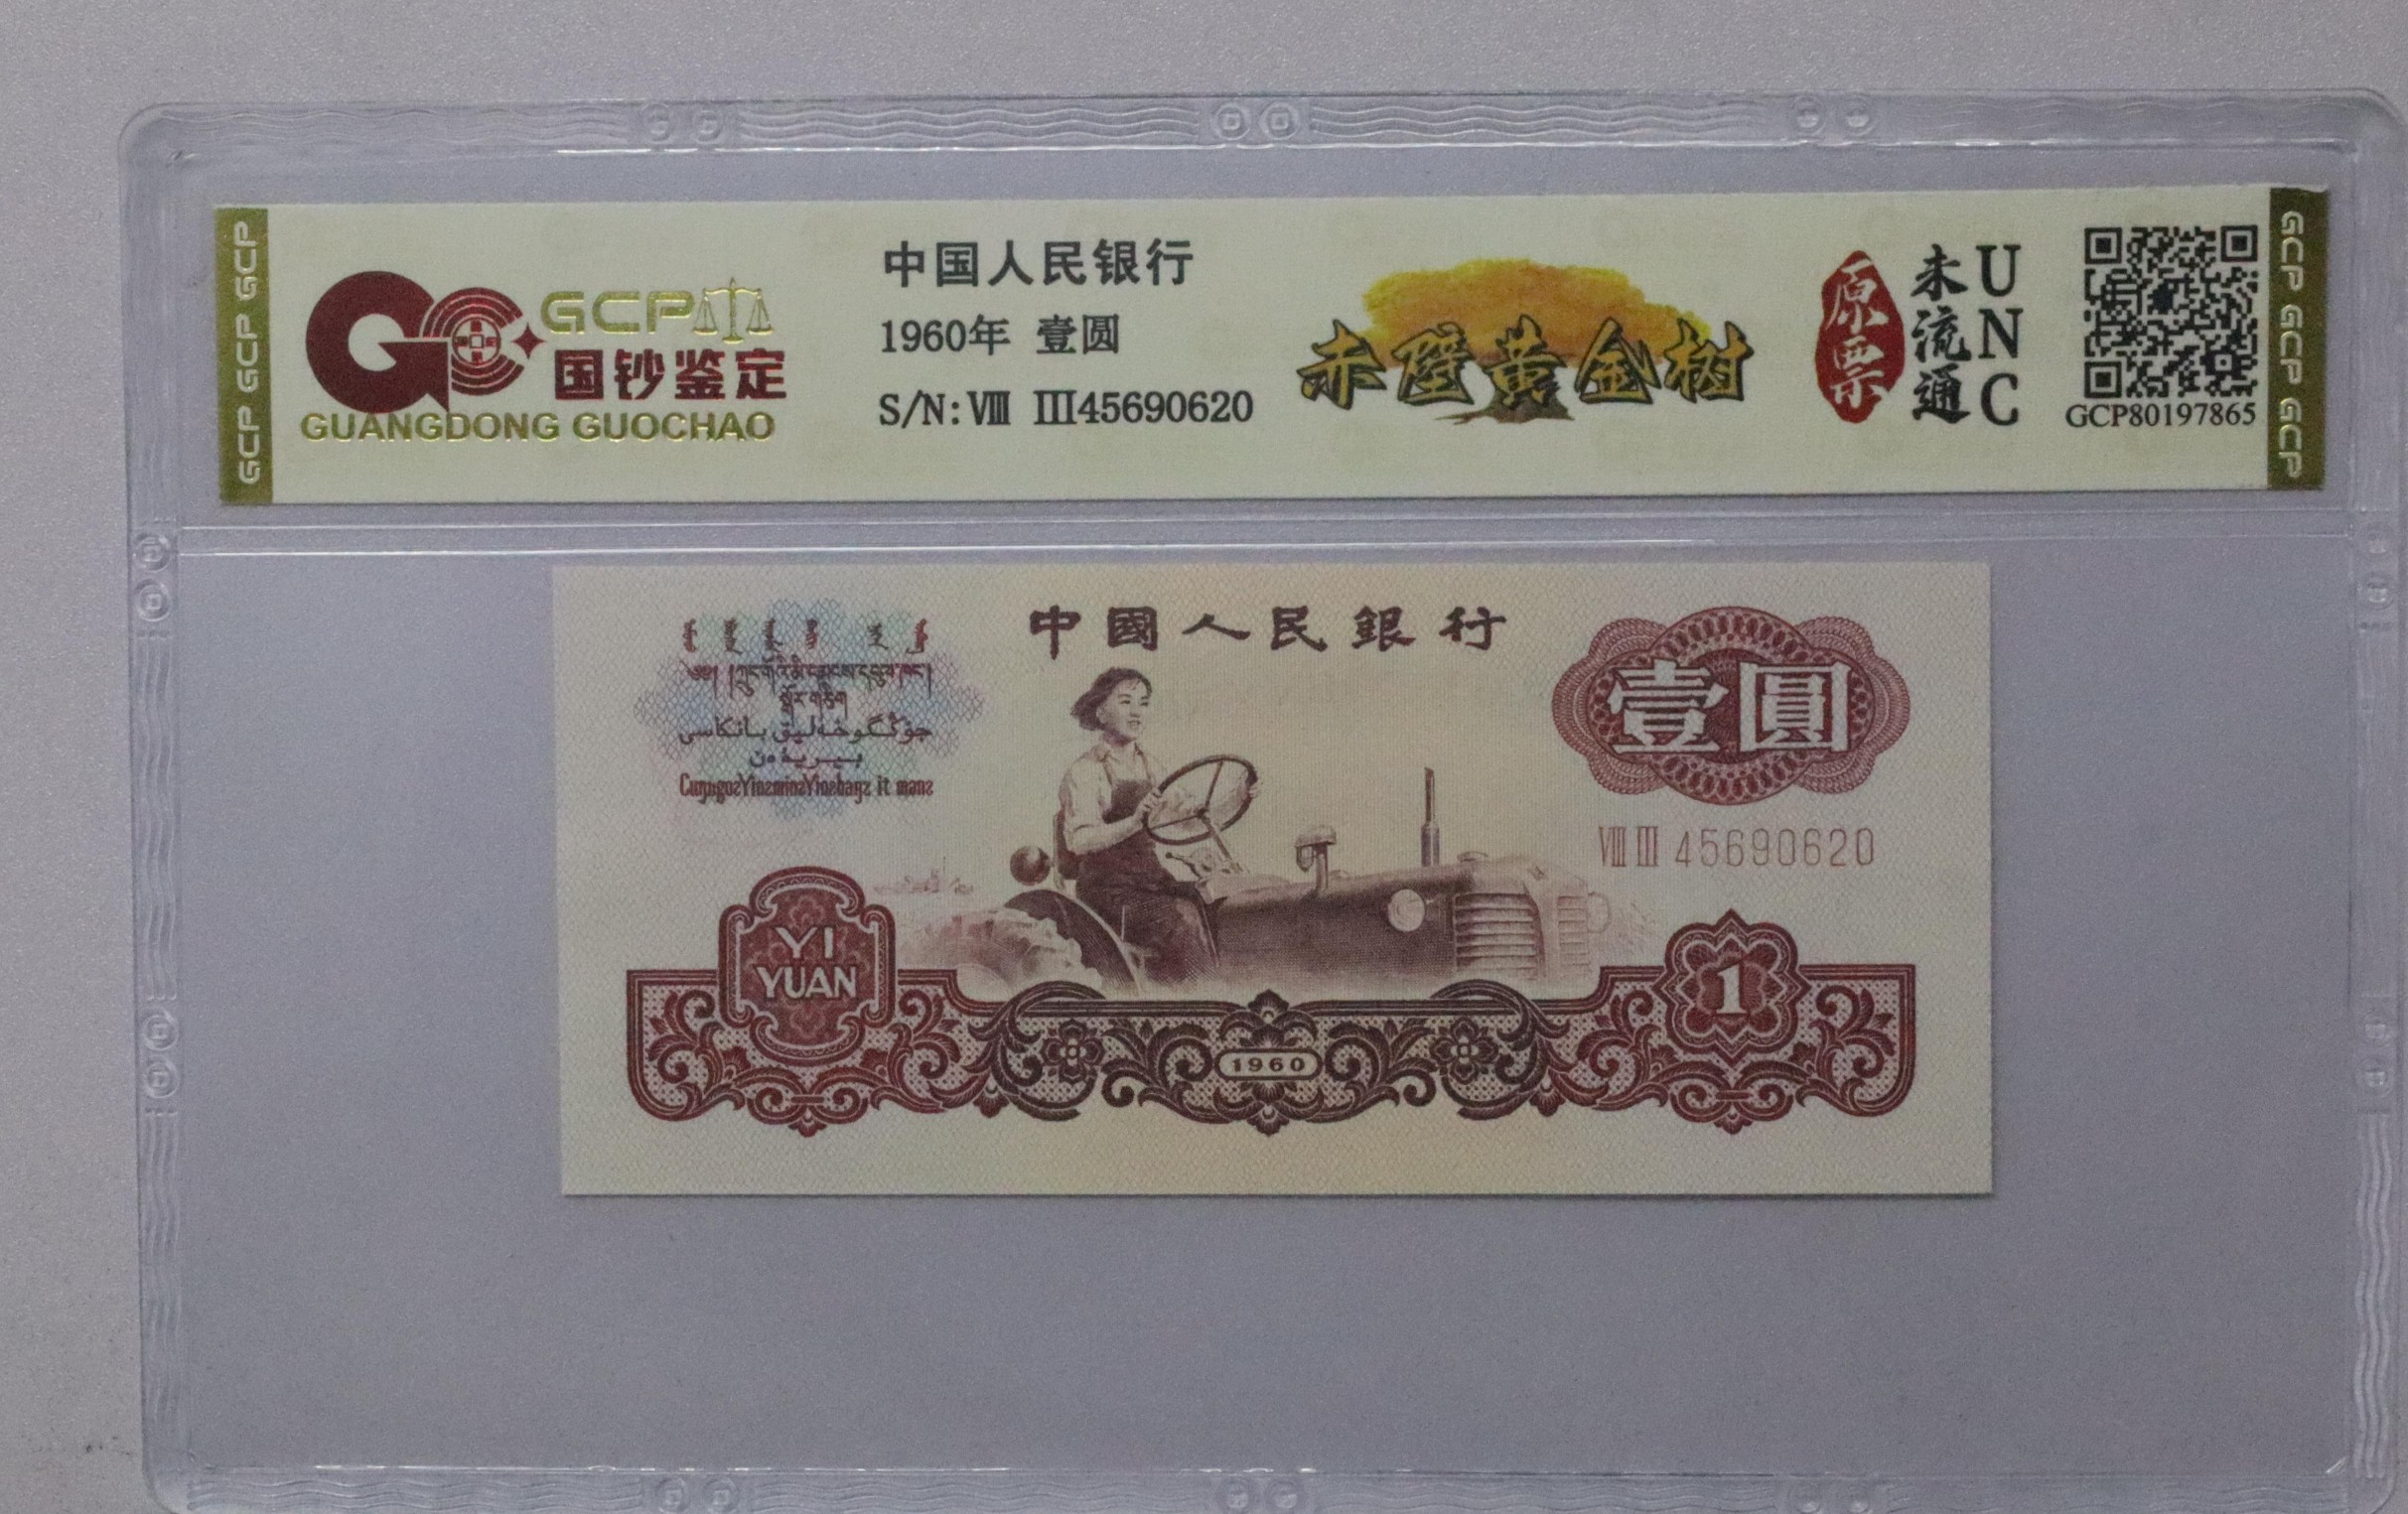 GCP GCP GCP
GCP
国钞鉴定
GUANGDONG GUOCHAO
中国人民银行
1960年 壹圆
S/N: Ⅷ Ⅲ45690620
赤壁黄金树
原票
未流通
UNC
GCP80197865
GCP GCP GCP
中國人民銀行
壹圓
ⅧⅢ 45690620
YI
YUAN
1
1960